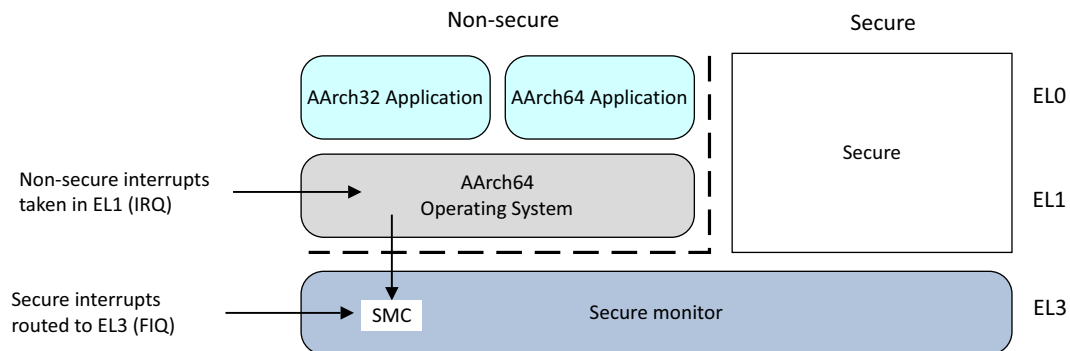 Non-secure
Secure
AArch32 Application
AArch64 Application
EL0
Secure
Non-secure interrupts
taken in EL1 (IRQ)
AArch64
Operating System
EL1
Secure interrupts
routed to EL3 (FIQ)
SMC
Secure monitor
EL3